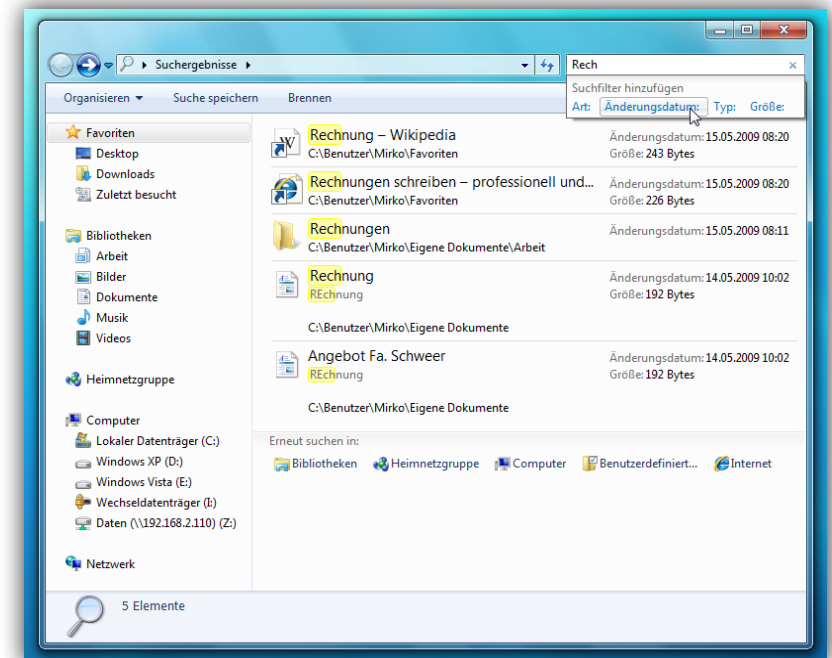 Suchergebnisse
Rech
Suchfilter hinzufügen
Art: Änderungsdatum: Typ: Größe:
Organisieren Suche speichern Brennen
Favoriten
Desktop
Downloads
Zuletzt besucht
Bibliotheken
Arbeit
Bilder
Dokumente
Musik
Videos
Heimnetzgruppe
Computer
Lokaler Datenträger (C:)
Windows XP (D:)
Windows Vista (E:)
Wechseldatenträger (I:)
Daten (\\192.168.2.110) (Z:)
Netzwerk
Rechnung – Wikipedia
C:\Benutzer\Mirko\Favoriten
Änderungsdatum: 15.05.2009 08:20
Größe: 243 Bytes
Rechnungen schreiben – professionell und...
C:\Benutzer\Mirko\Favoriten
Änderungsdatum: 15.05.2009 08:20
Größe: 226 Bytes
Rechnungen
C:\Benutzer\Mirko\Eigene Dokumente\Arbeit
Änderungsdatum: 15.05.2009 08:11
Rechnung
REchnung
C:\Benutzer\Mirko\Eigene Dokumente
Änderungsdatum: 14.05.2009 10:02
Größe: 192 Bytes
Angebot Fa. Schweer
REchnung
C:\Benutzer\Mirko\Eigene Dokumente
Änderungsdatum: 14.05.2009 10:02
Größe: 192 Bytes
Erneut suchen in:
Bibliotheken Heimnetzgruppe Computer Benutzerdefiniert... Internet
5 Elemente